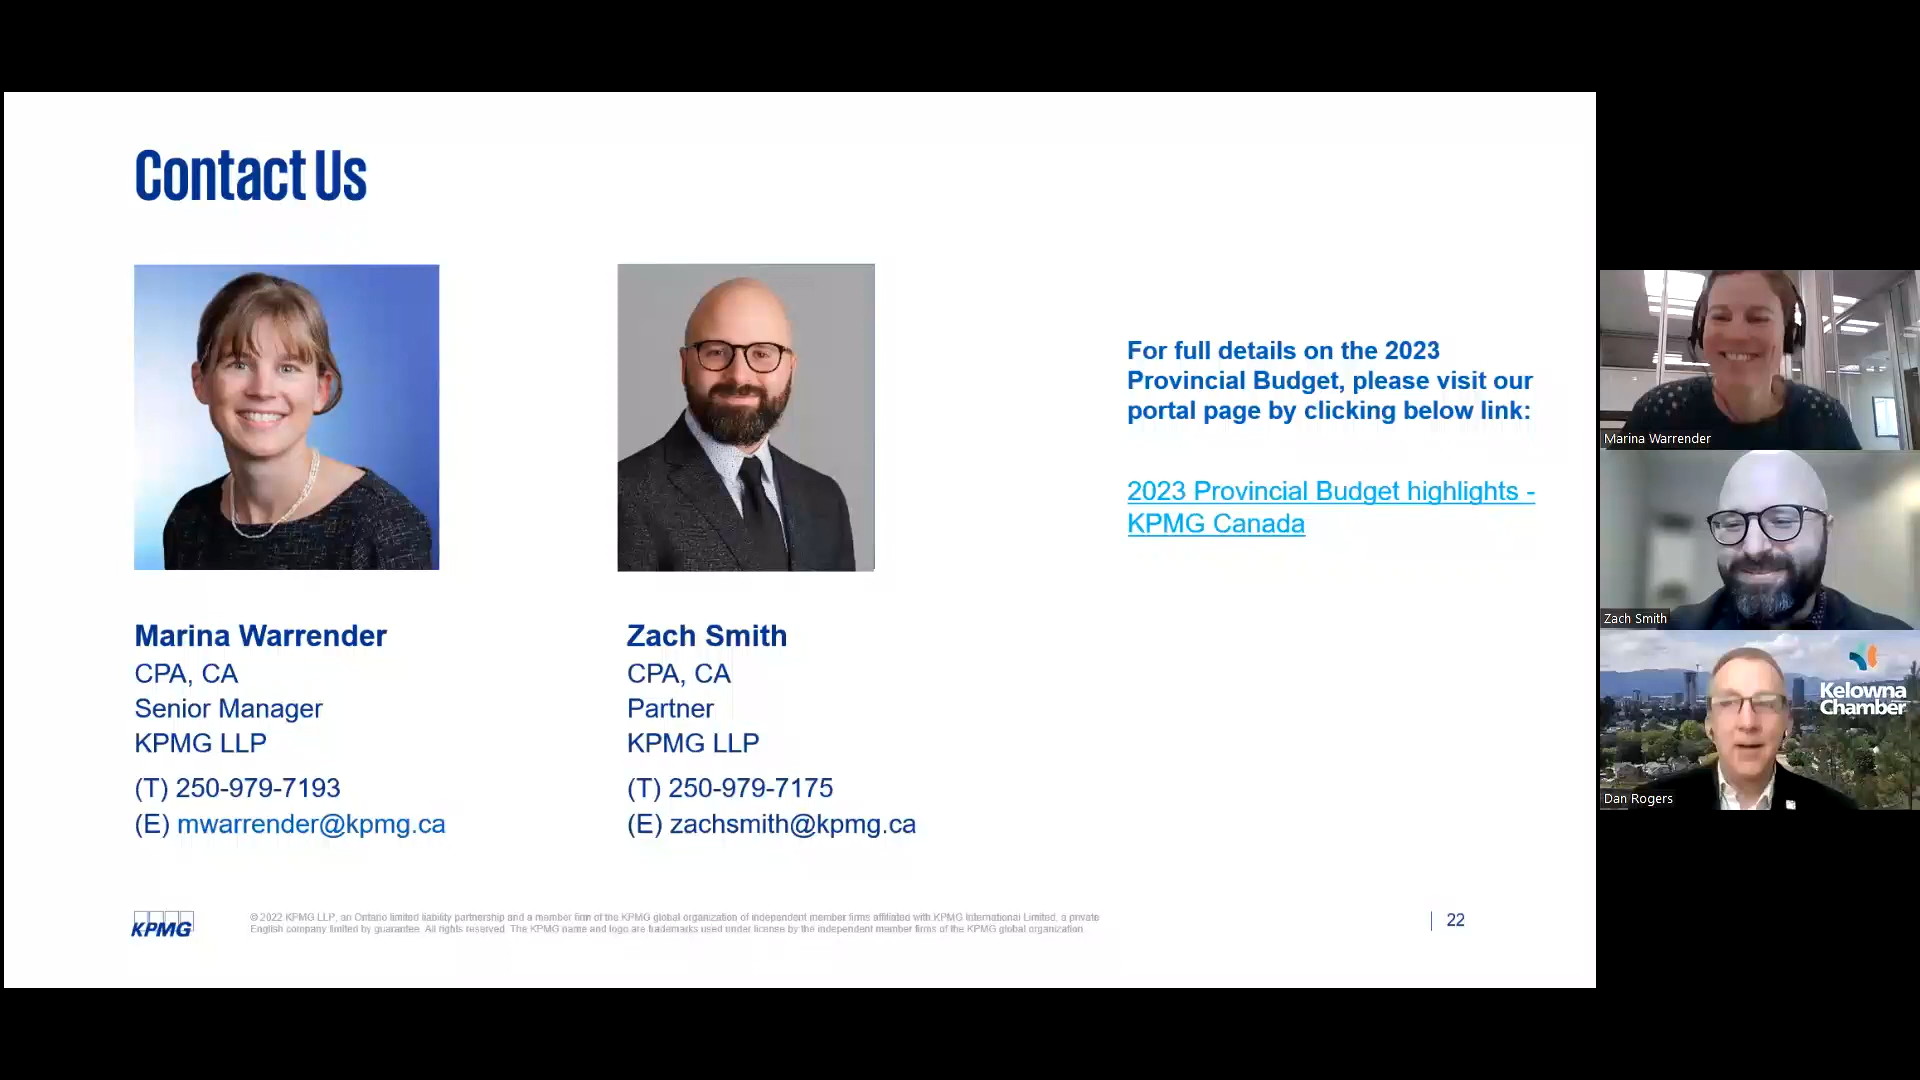 Contact Us
For full details on the 2023
Provincial Budget, please visit our
portal page by clicking below link:
2023 Provincial Budget highlights -
KPMG Canada
Marina Warrender
CPA, CA
Senior Manager
KPMG LLP
(T) 250-979-7193
(E) mwarrender@kpmg.ca
Zach Smith
CPA, CA
Partner
KPMG LLP
(T) 250-979-7175
(E) zachsmith@kpmg.ca
KPMG
© 2022 KPMG LLP, an Ontario limited liability partnership and a member firm of the KPMG global organization of independent member firms affiliated with KPMG International Limited, a private
English company limited by guarantee. All rights reserved. The KPMG name and logo are trademarks used under license by the independent member firms of the KPMG global organization.
22
Marina Warrender
Zach Smith
Kelowna
Chamber
Dan Rogers